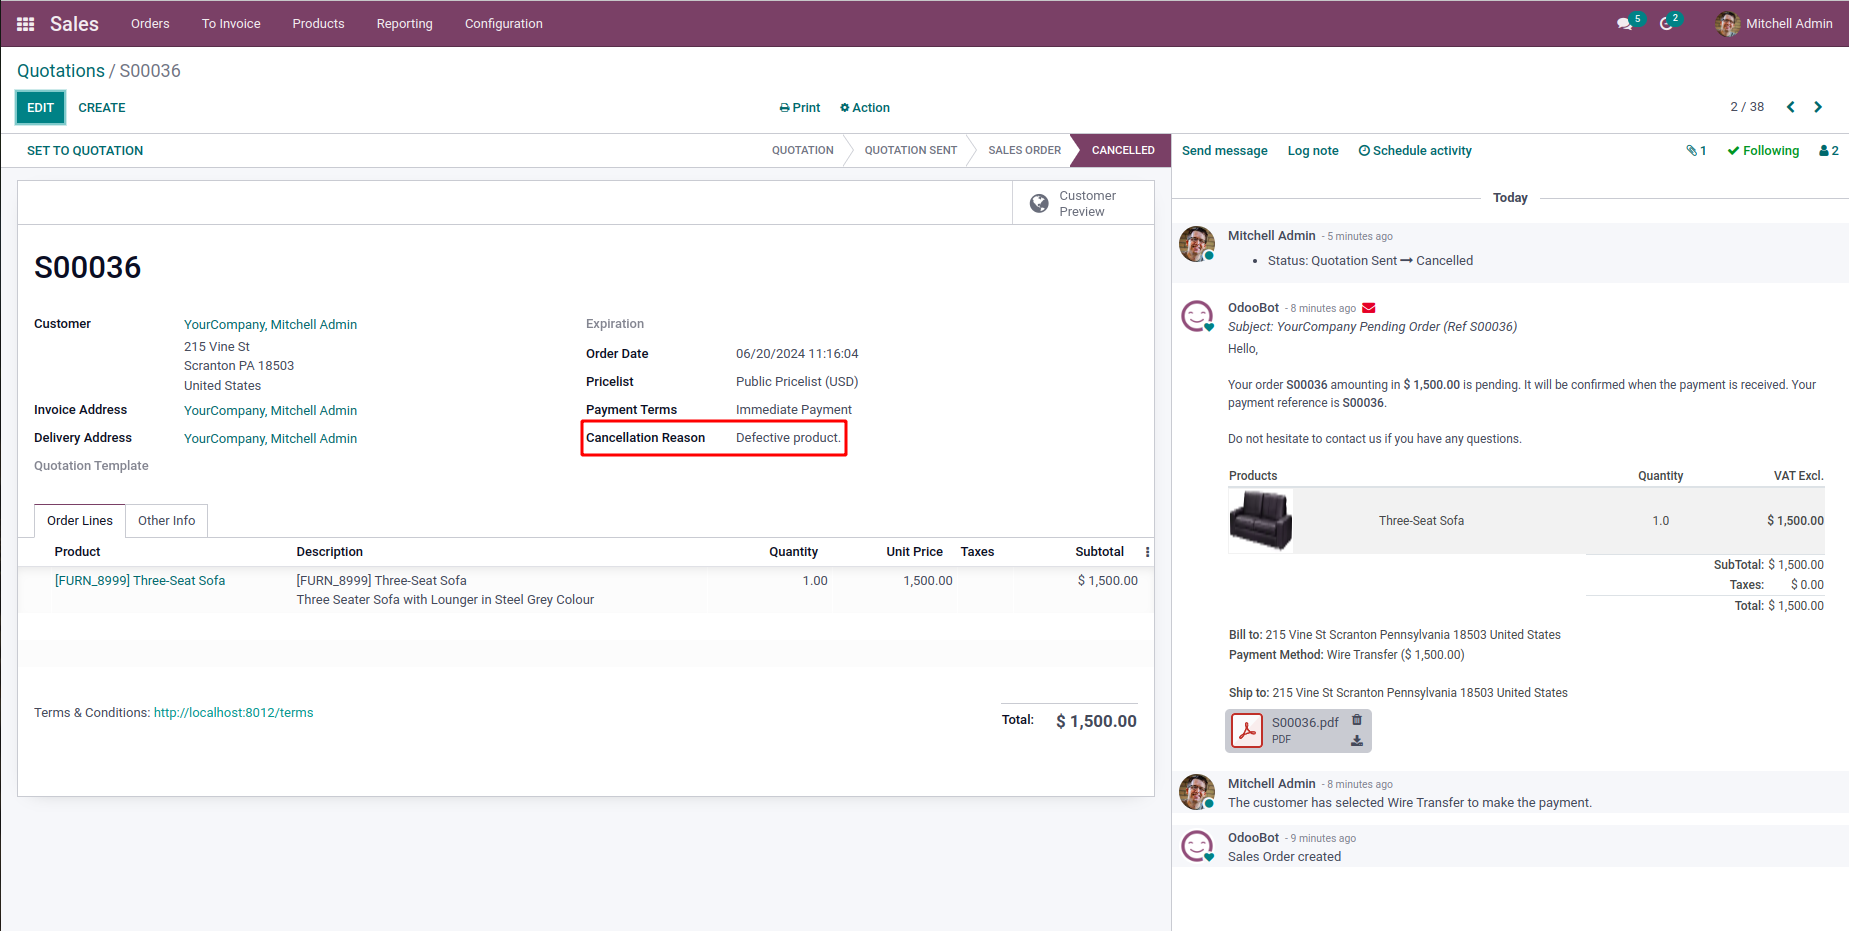 Sales Orders To Invoice Products Reporting Configuration 5 2 Mitchell Admin
Quotations / S00036
EDIT CREATE Print Action 2 / 38
SET TO QUOTATION QUOTATION QUOTATION SENT SALES ORDER CANCELLED
Customer
Preview
S00036
Customer YourCompany, Mitchell Admin
215 Vine St
Scranton PA 18503
United States
Invoice Address YourCompany, Mitchell Admin
Delivery Address YourCompany, Mitchell Admin
Quotation Template
Expiration
Order Date 06/20/2024 11:16:04
Pricelist Public Pricelist (USD)
Payment Terms Immediate Payment
Cancellation Reason Defective product.
Order Lines Other Info
Product Description Quantity Unit Price Taxes Subtotal
[FURN_8999] Three-Seat Sofa [FURN_8999] Three-Seat Sofa 1.00 1,500.00 $ 1,500.00
Three Seater Sofa with Lounger in Steel Grey Colour
Terms & Conditions: http://localhost:8012/terms
Total: $ 1,500.00
Send message Log note Schedule activity 1 Following 2
Today
Mitchell Admin - 5 minutes ago
• Status: Quotation Sent → Cancelled
OdooBot - 8 minutes ago
Subject: YourCompany Pending Order (Ref S00036)
Hello,
Your order S00036 amounting in $ 1,500.00 is pending. It will be confirmed when the payment is received. Your
payment reference is S00036.
Do not hesitate to contact us if you have any questions.
Products Quantity VAT Excl.
Three-Seat Sofa 1.0 $ 1,500.00
SubTotal: $ 1,500.00
Taxes: $ 0.00
Total: $ 1,500.00
Bill to: 215 Vine St Scranton Pennsylvania 18503 United States
Payment Method: Wire Transfer ($ 1,500.00)
Ship to: 215 Vine St Scranton Pennsylvania 18503 United States
S00036.pdf
PDF
Mitchell Admin - 8 minutes ago
The customer has selected Wire Transfer to make the payment.
OdooBot - 9 minutes ago
Sales Order created